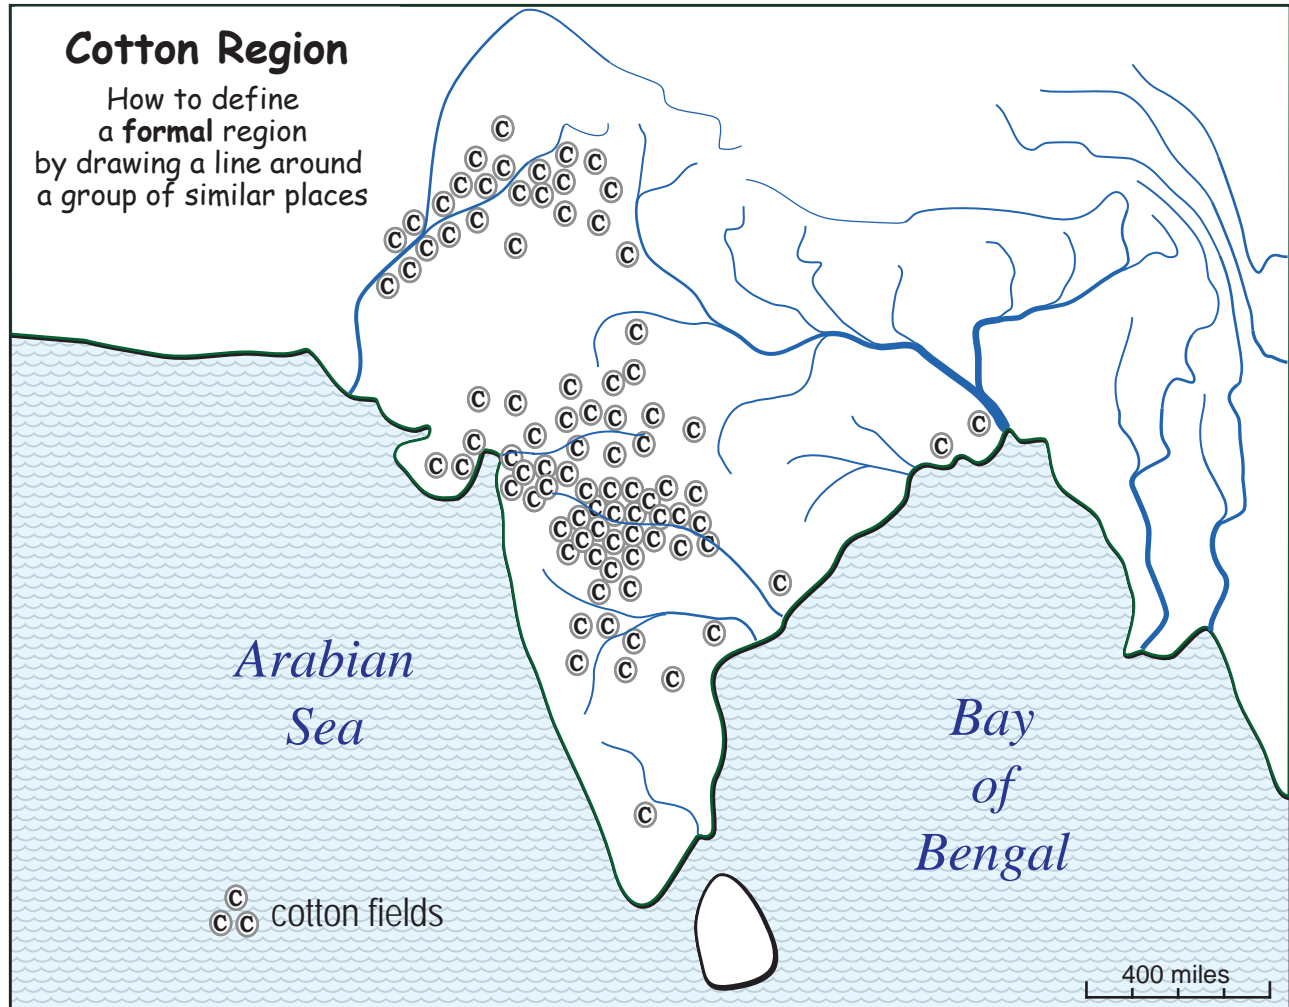 Cotton Region
How to define
a formal region
by drawing a line around
a group of similar places
Arabian
Sea
Bay
of
Bengal
C
C C
cotton fields
400 miles